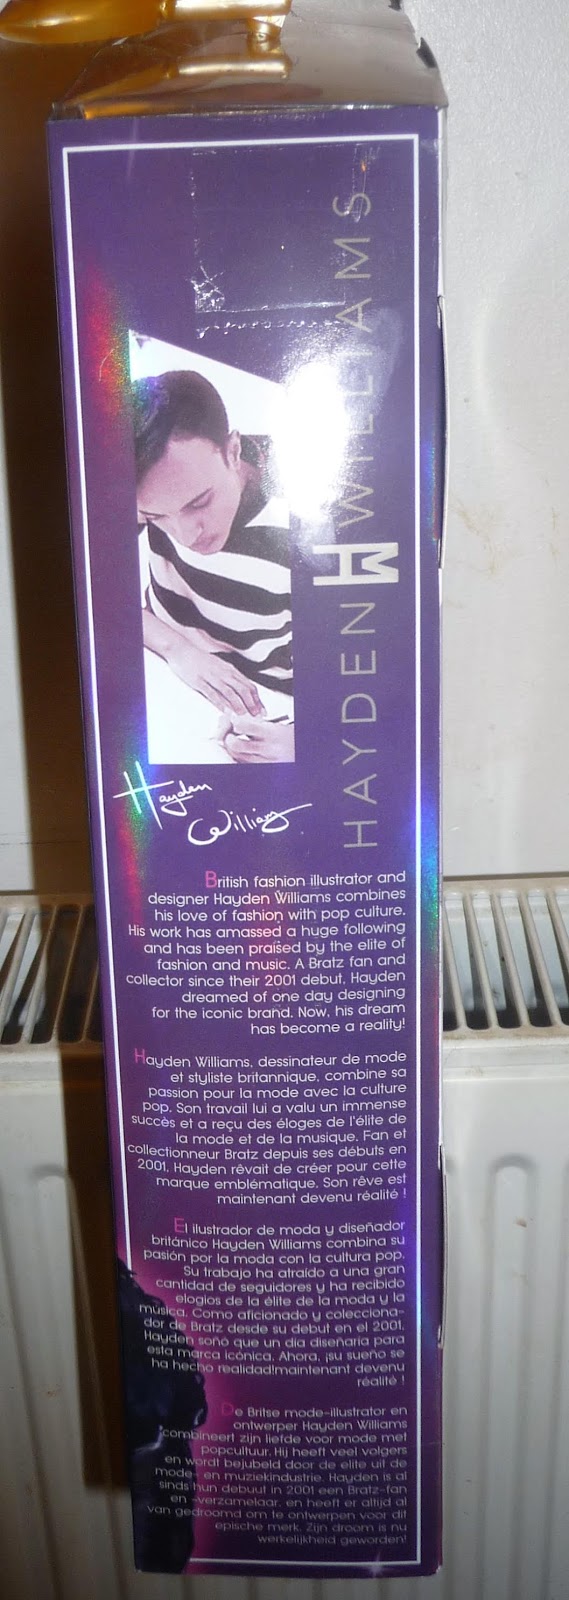 HAYDEN HW WILLIAMS
Hayden
Williams
British fashion illustrator and
designer Hayden Williams combines
his love of fashion with pop culture.
His work has amassed a huge following
and has been praised by the elite of
fashion and music. A Bratz fan and
collector since their 2001 debut, Hayden
dreamed of one day designing
for the iconic brand. Now, his dream
has become a reality!
Hayden Williams, dessinateur de mode
et styliste britannique, combine sa
passion pour la mode avec la culture
pop. Son travail lui a valu un immense
succès et a reçu des éloges de l'élite de
la mode et de la musique. Fan et
collectionneur Bratz depuis ses débuts en
2001, Hayden rêvait de créer pour cette
marque emblématique. Son rêve est
maintenant devenu réalité !
El ilustrador de moda y diseñador
británico Hayden Williams combina su
pasión por la moda con la cultura pop.
Su trabajo ha atraído a una gran
cantidad de seguidores y ha recibido
elogios de la élite de la moda y la
música. Como aficionado y colecciona-
dor de Bratz desde su debut en el 2001,
Hayden soñó que un día diseñaría para
esta marca icónica. Ahora, ¡su sueño se
ha hecho realidad!maintenant devenu
réalité !
De Britse mode-illustrator en
ontwerper Hayden Williams
combineert zijn liefde voor mode met
popcultuur. Hij heeft veel volgers
en wordt bejubeld door de elite uit de
mode- en muziekindustrie. Hayden is al
sinds hun debuut in 2001 een Bratz-fan
en -verzamelaar, en heeft er altijd al
van gedroomd om te ontwerpen voor dit
epische merk. Zijn droom is nu
werkelijkheid geworden!